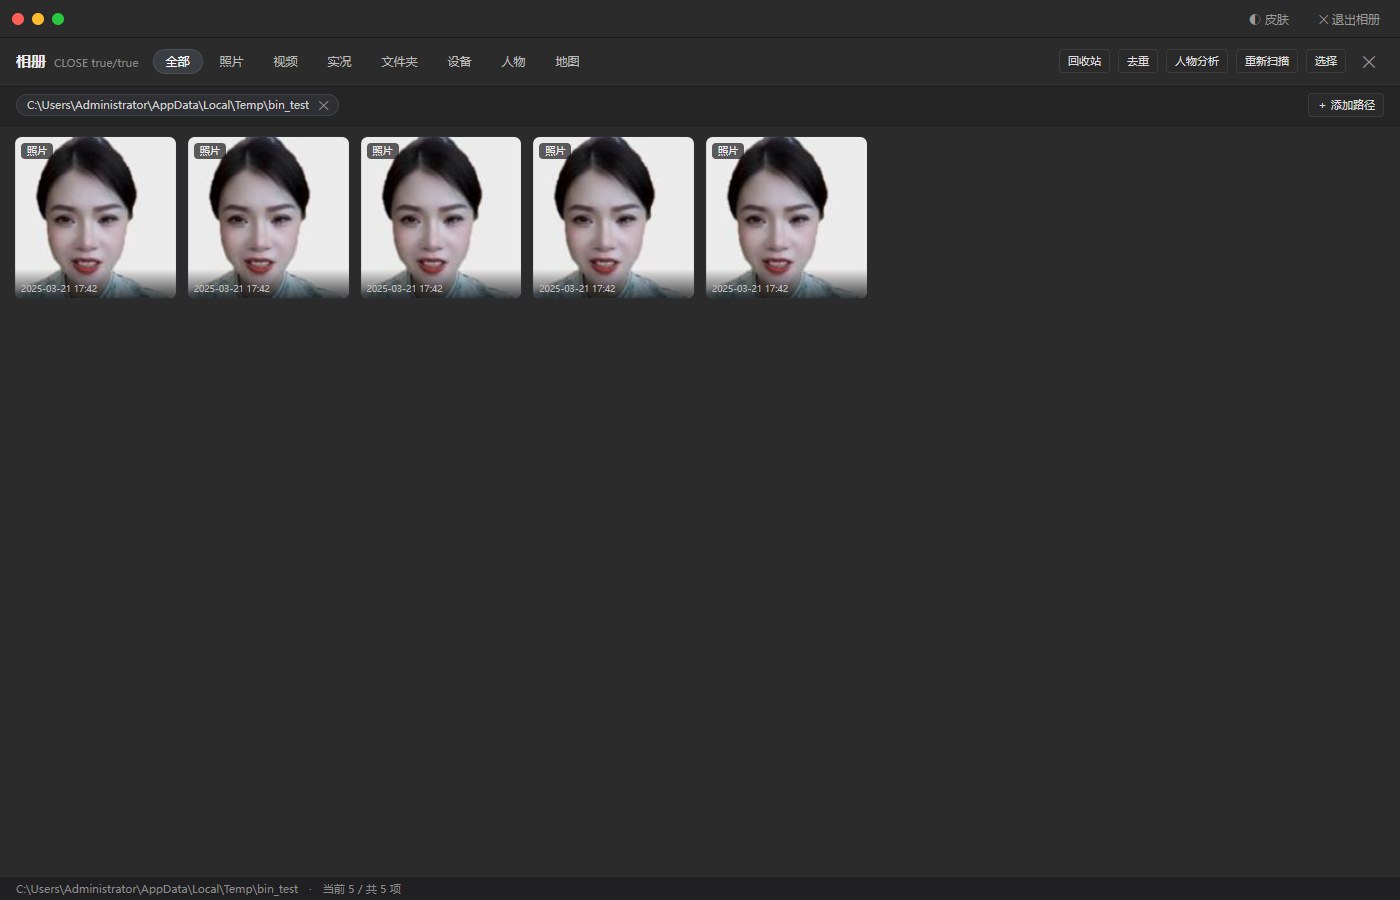 皮肤 退出相册
相册 CLOSE true/true 全部 照片 视频 实况 文件夹 设备 人物 地图 回收站 去重 人物分析 重新扫描 选择
C:\Users\Administrator\AppData\Local\Temp\bin_test + 添加路径
照片 照片 照片 照片 照片
2025-03-21 17:42 2025-03-21 17:42 2025-03-21 17:42 2025-03-21 17:42 2025-03-21 17:42
C:\Users\Administrator\AppData\Local\Temp\bin_test · 当前 5 / 共 5 项